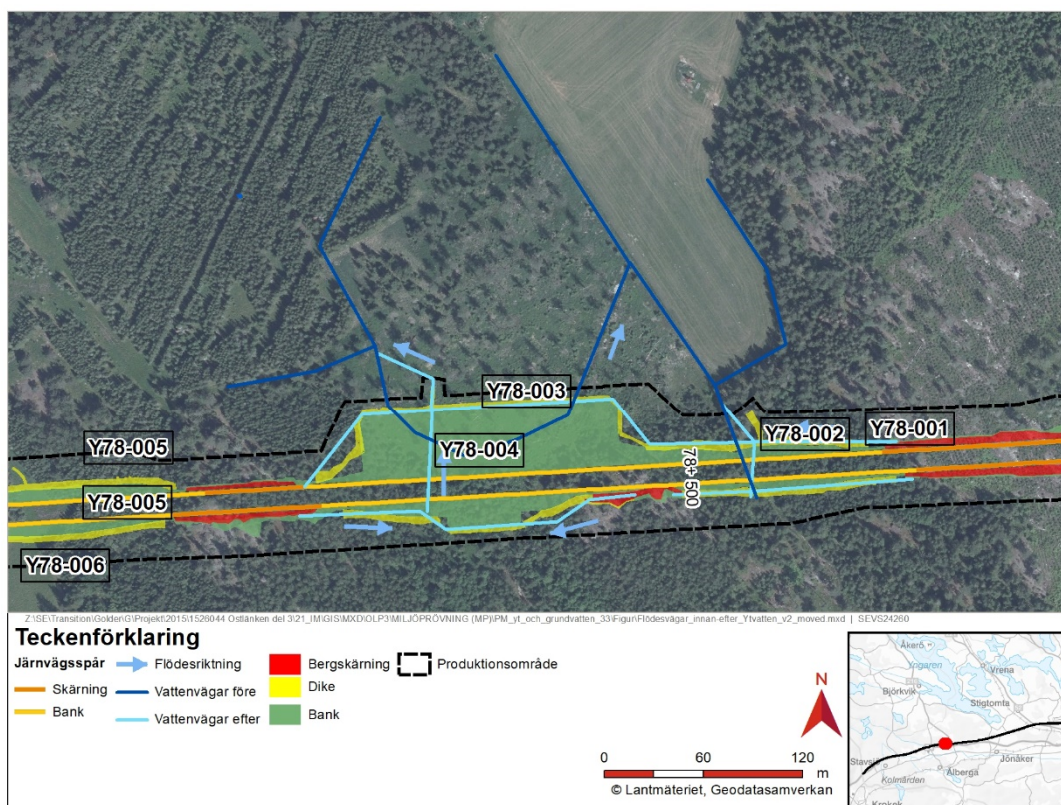 Y78-003
Y78-005
Y78-004
Y78-002
Y78-001
78+500
Y78-005
Y78-006
Z:\SE\Transition\Golder\G\Projekt\2015\1526044 Ostlänken del 3\21_IM\GIS\MXD\OLP3\MILJÖPRÖVNING (MP)\PM_yt_och_grundvatten_33\Figur\Flödesvägar_innan-efter_Ytvatten_v2_moved.mxd | SEVS24260
Teckenförklaring
Järnvägsspår
Skärning
Bank
Flödesriktning
Vattenvägar före
Vattenvägar efter
Bergskärning
Dike
Bank
Produktionsområde
N
0 60 120
m
© Lantmäteriet, Geodatasamverkan
Åkerö
Yngaren
Vrena
Björkvik
Stigtomta
Stavsjö
Jönåker
Ålberga
Kolmården
Krokek